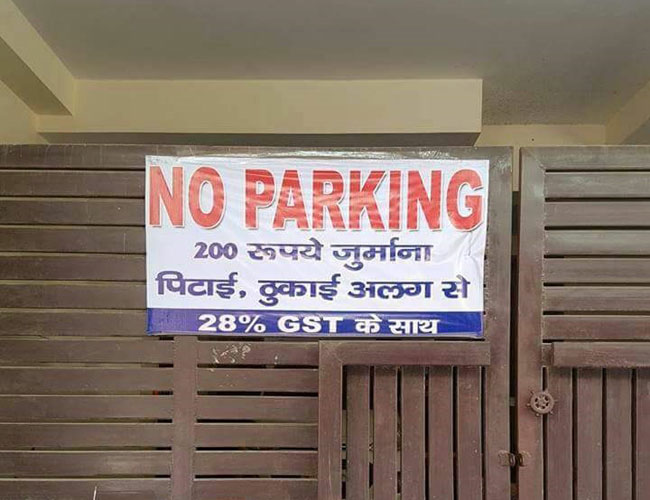 NO PARKING
200 रूपये जुर्माना
पिटाई, ठुकाई अलग से
28% GST के साथ